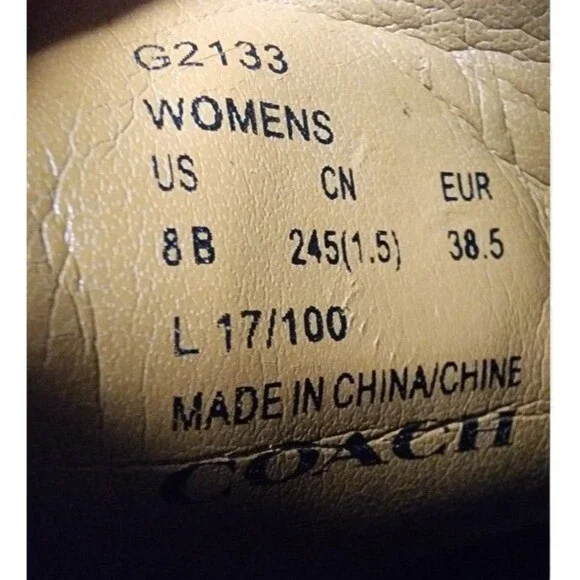 G2133
WOMENS
US CN EUR
8 B 245(1.5) 38.5
L 17/100
MADE IN CHINA/CHINE
COACH